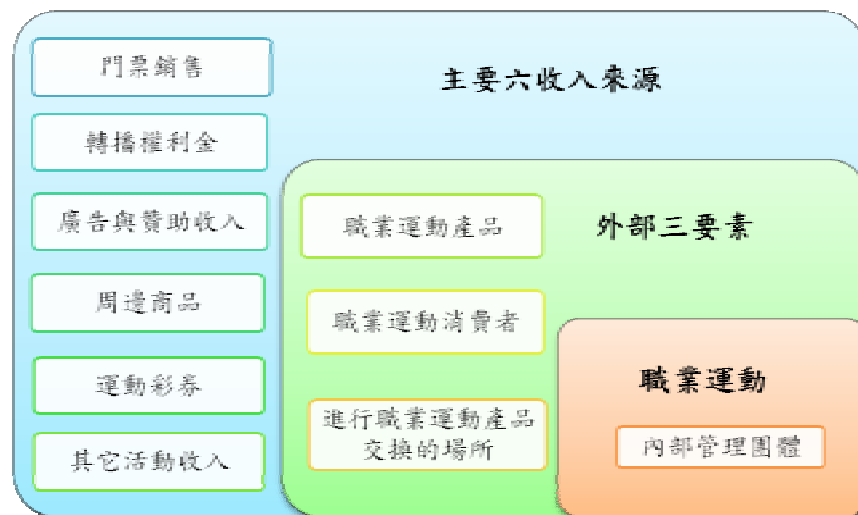 主要六收入來源
門票銷售
轉播權利金
廣告與贊助收入
周邊商品
運動彩券
其它活動收入
外部三要素
職業運動產品
職業運動消費者
進行職業運動產品
交換的場所
職業運動
內部管理團體